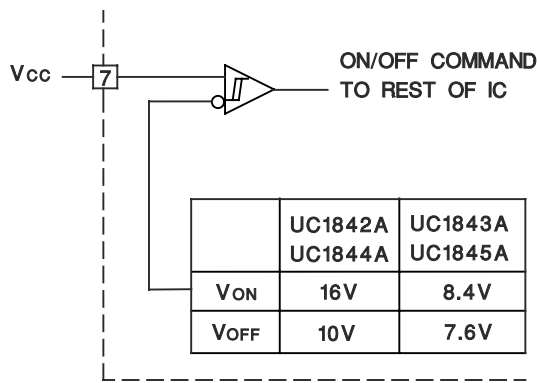 ON/OFF COMMAND
Vcc 7 TO REST OF IC
UC1842A UC1843A
UC1844A UC1845A
VON 16V 8.4V
VOFF 10V 7.6V